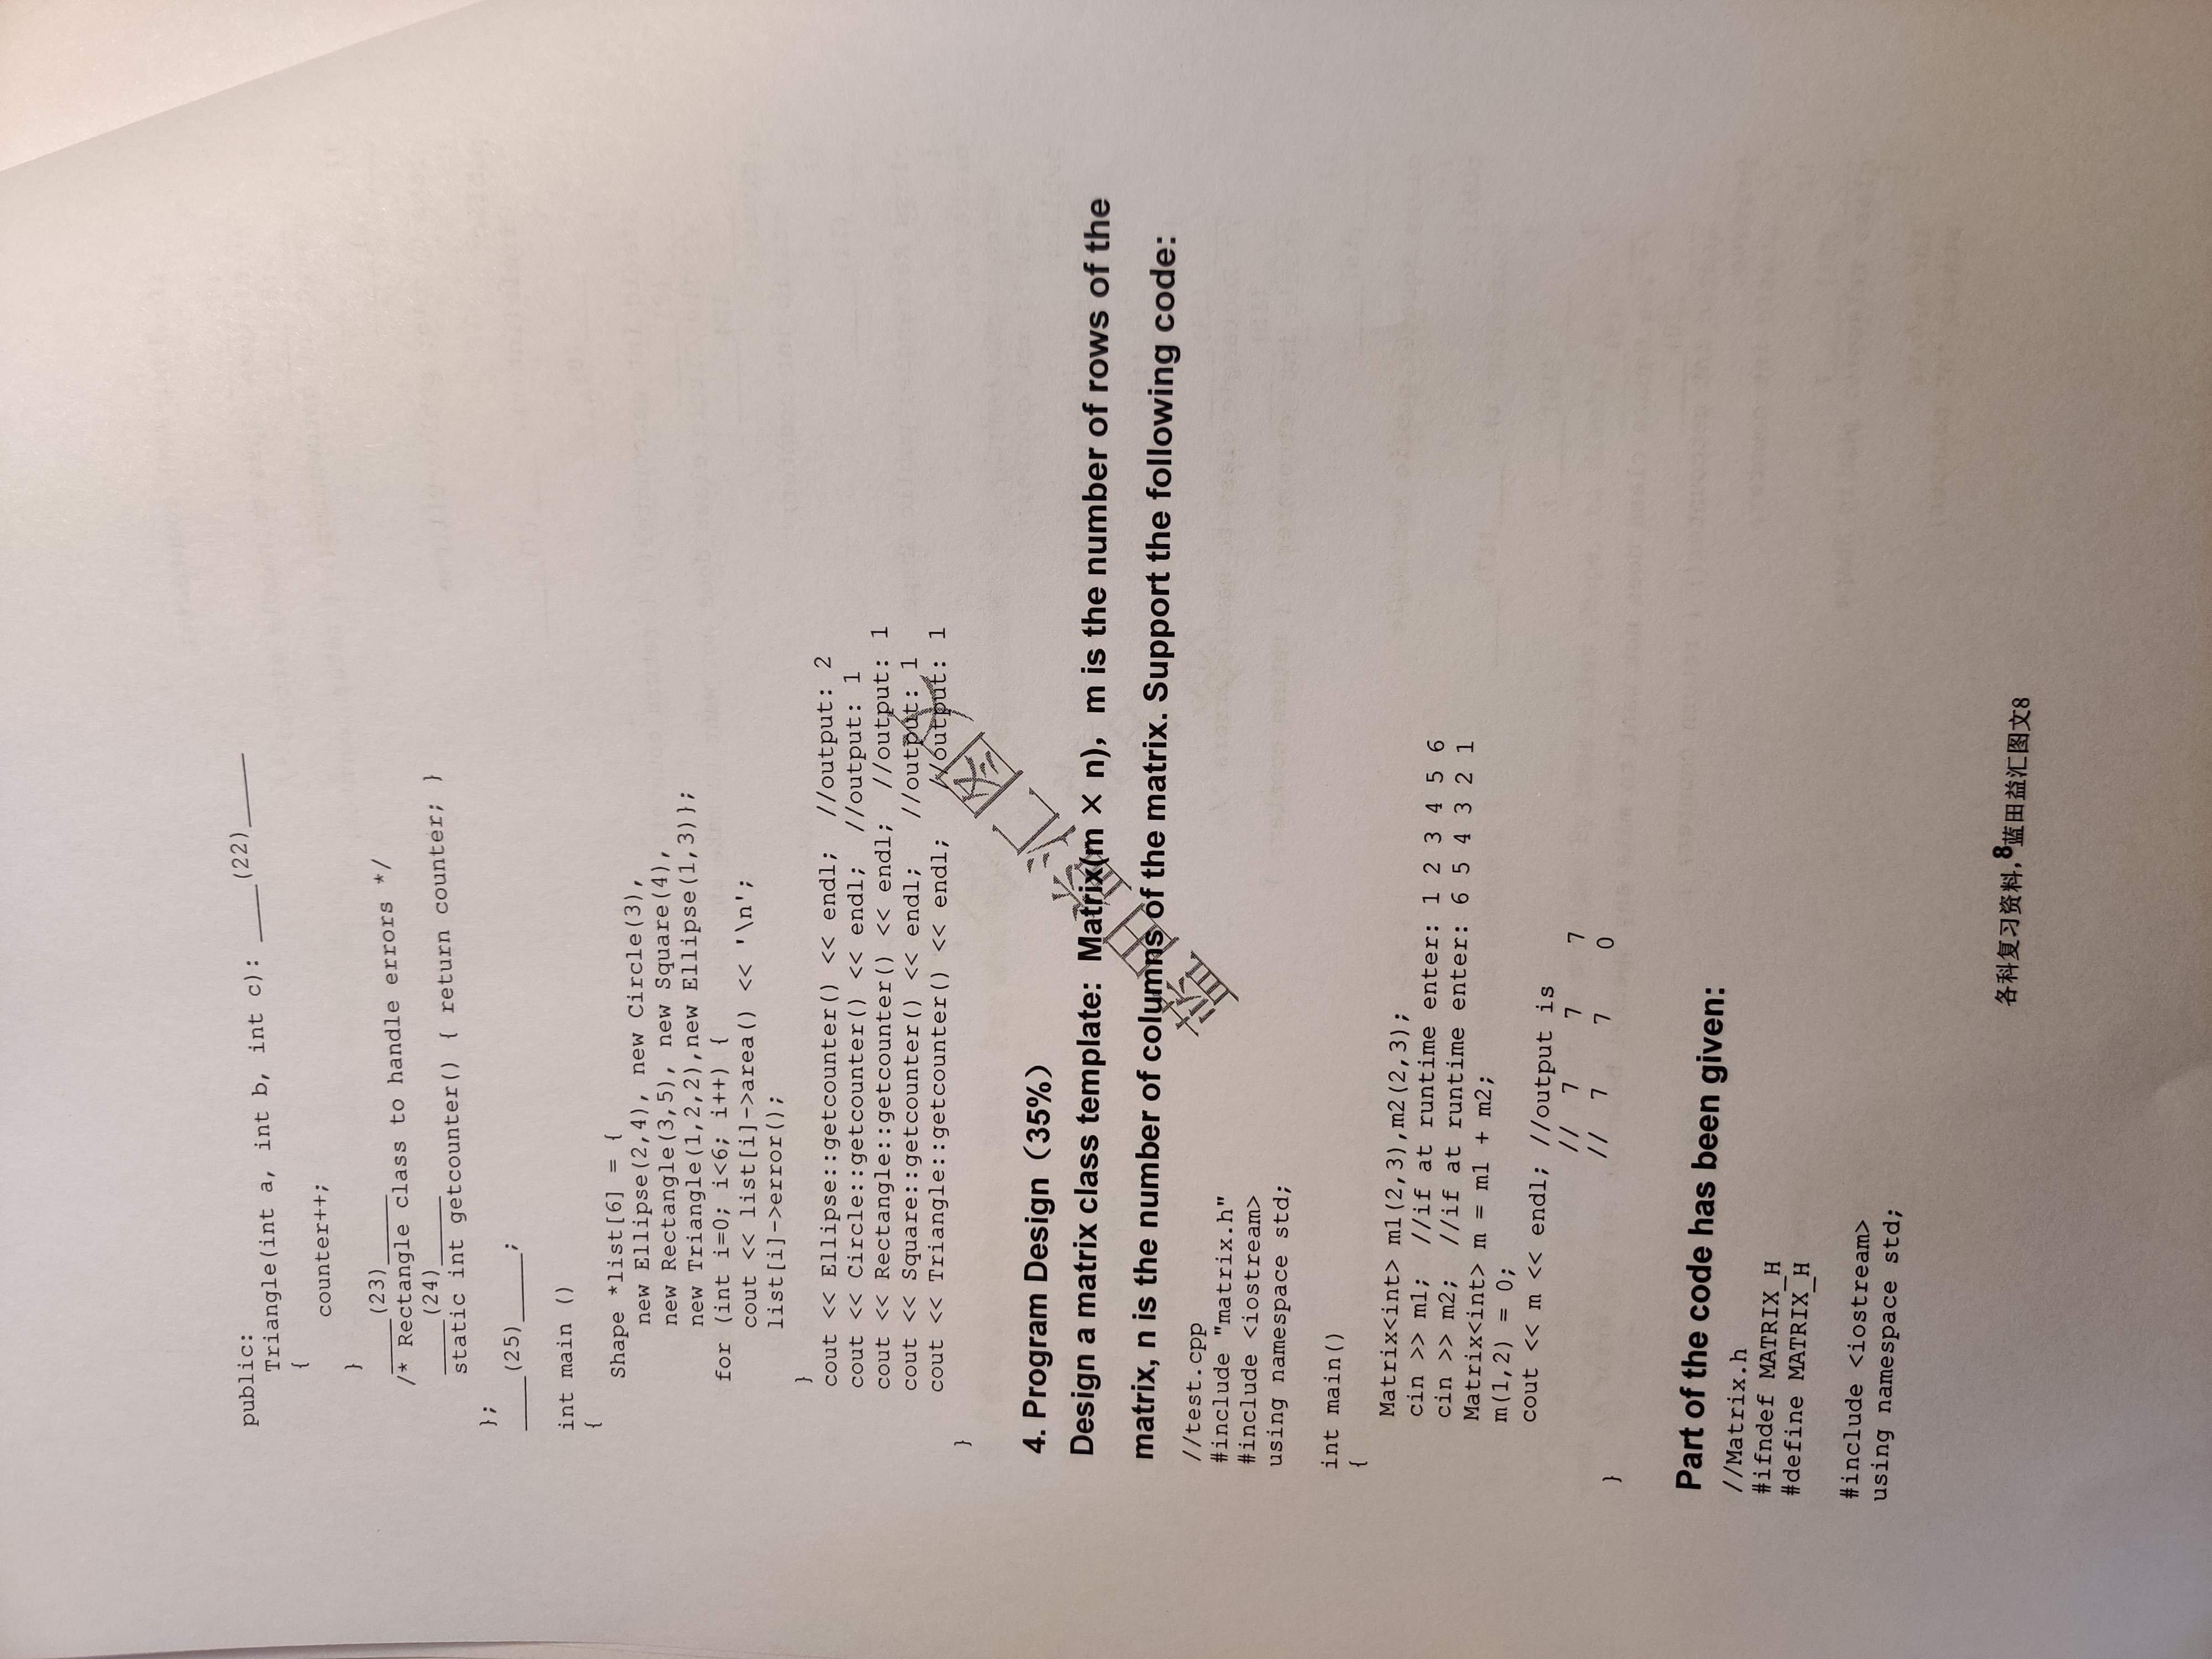 public:
Triangle(int a, int b, int c): ____(22)______
{
counter++;
}
_____(23)______
/* Rectangle class to handle errors */
_____(24)______
static int getcounter() { return counter; }
};
_____(25)______;
int main ()
{
Shape *list[6] = {
new Ellipse(2,4), new Circle(3),
new Rectangle(3,5), new Square(4),
new Triangle(1,2,2),new Ellipse(1,3)};
for (int i=0; i<6; i++) {
cout << list[i]->area() << '\n';
list[i]->error();
}
cout << Ellipse::getcounter() << endl; //output: 2
cout << Circle::getcounter() << endl; //output: 1
cout << Rectangle::getcounter() << endl; //output: 1
cout << Square::getcounter() << endl; //output: 1
cout << Triangle::getcounter() << endl; //output: 1
}
4. Program Design（35%）
Design a matrix class template: Matrix(m × n), m is the number of rows of the
matrix, n is the number of columns of the matrix. Support the following code:
//test.cpp
#include "matrix.h"
#include <iostream>
using namespace std;
int main()
{
Matrix<int> m1(2,3),m2(2,3);
cin >> m1; //if at runtime enter: 1 2 3 4 5 6
cin >> m2; //if at runtime enter: 6 5 4 3 2 1
Matrix<int> m = m1 + m2;
m(1,2) = 0;
cout << m << endl; //output is
// 7 7 7
// 7 7 0
}
Part of the code has been given:
//Matrix.h
#ifndef MATRIX_H
#define MATRIX_H
#include <iostream>
using namespace std;
蓝田益汇图文
各科复习资料,8蓝田益汇图文8